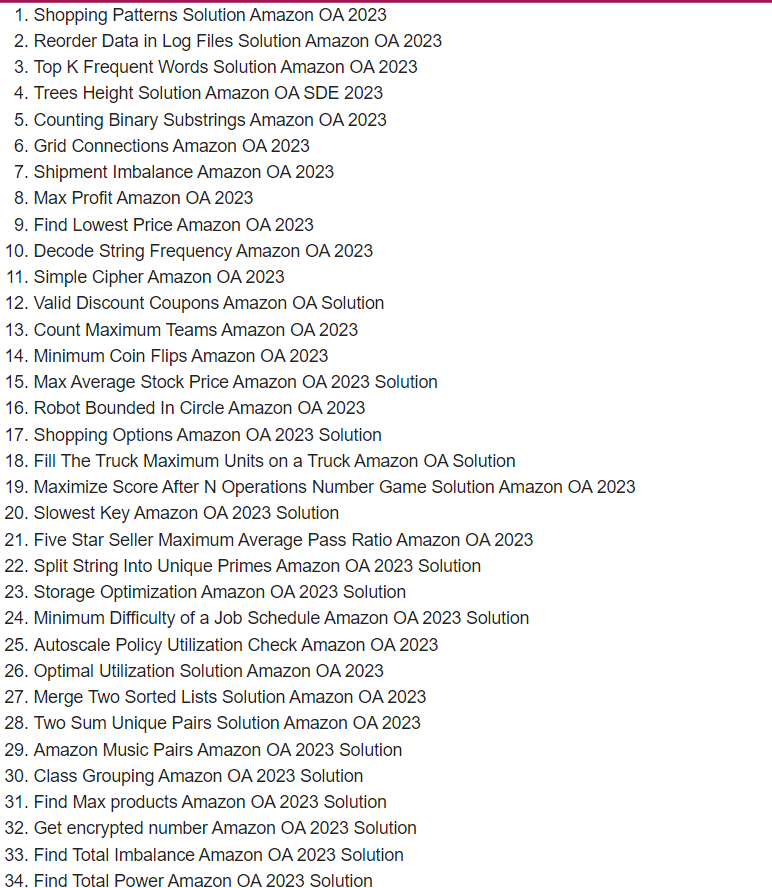 1. Shopping Patterns Solution Amazon OA 2023
2. Reorder Data in Log Files Solution Amazon OA 2023
3. Top K Frequent Words Solution Amazon OA 2023
4. Trees Height Solution Amazon OA SDE 2023
5. Counting Binary Substrings Amazon OA 2023
6. Grid Connections Amazon OA 2023
7. Shipment Imbalance Amazon OA 2023
8. Max Profit Amazon OA 2023
9. Find Lowest Price Amazon OA 2023
10. Decode String Frequency Amazon OA 2023
11. Simple Cipher Amazon OA 2023
12. Valid Discount Coupons Amazon OA Solution
13. Count Maximum Teams Amazon OA 2023
14. Minimum Coin Flips Amazon OA 2023
15. Max Average Stock Price Amazon OA 2023 Solution
16. Robot Bounded In Circle Amazon OA 2023
17. Shopping Options Amazon OA 2023 Solution
18. Fill The Truck Maximum Units on a Truck Amazon OA Solution
19. Maximize Score After N Operations Number Game Solution Amazon OA 2023
20. Slowest Key Amazon OA 2023 Solution
21. Five Star Seller Maximum Average Pass Ratio Amazon OA 2023
22. Split String Into Unique Primes Amazon OA 2023 Solution
23. Storage Optimization Amazon OA 2023 Solution
24. Minimum Difficulty of a Job Schedule Amazon OA 2023 Solution
25. Autoscale Policy Utilization Check Amazon OA 2023
26. Optimal Utilization Solution Amazon OA 2023
27. Merge Two Sorted Lists Solution Amazon OA 2023
28. Two Sum Unique Pairs Solution Amazon OA 2023
29. Amazon Music Pairs Amazon OA 2023 Solution
30. Class Grouping Amazon OA 2023 Solution
31. Find Max products Amazon OA 2023 Solution
32. Get encrypted number Amazon OA 2023 Solution
33. Find Total Imbalance Amazon OA 2023 Solution
34. Find Total Power Amazon OA 2023 Solution